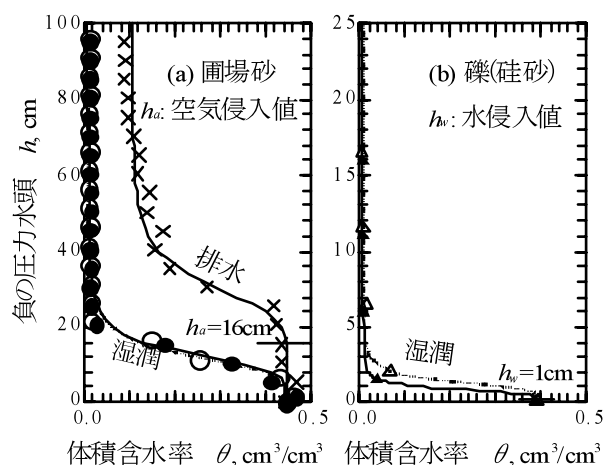 100
80
60
40
20
0
負の圧力水頭 h, cm
(a) 圃場砂
ha: 空気侵入値
排水
ha=16cm
湿潤
0.0
0.5
体積含水率 θ, cm3/cm3
25
20
15
10
5
0
(b) 礫(硅砂)
hw: 水侵入値
湿潤
hw=1cm
0.0
0.5
体積含水率 θ, cm3/cm3